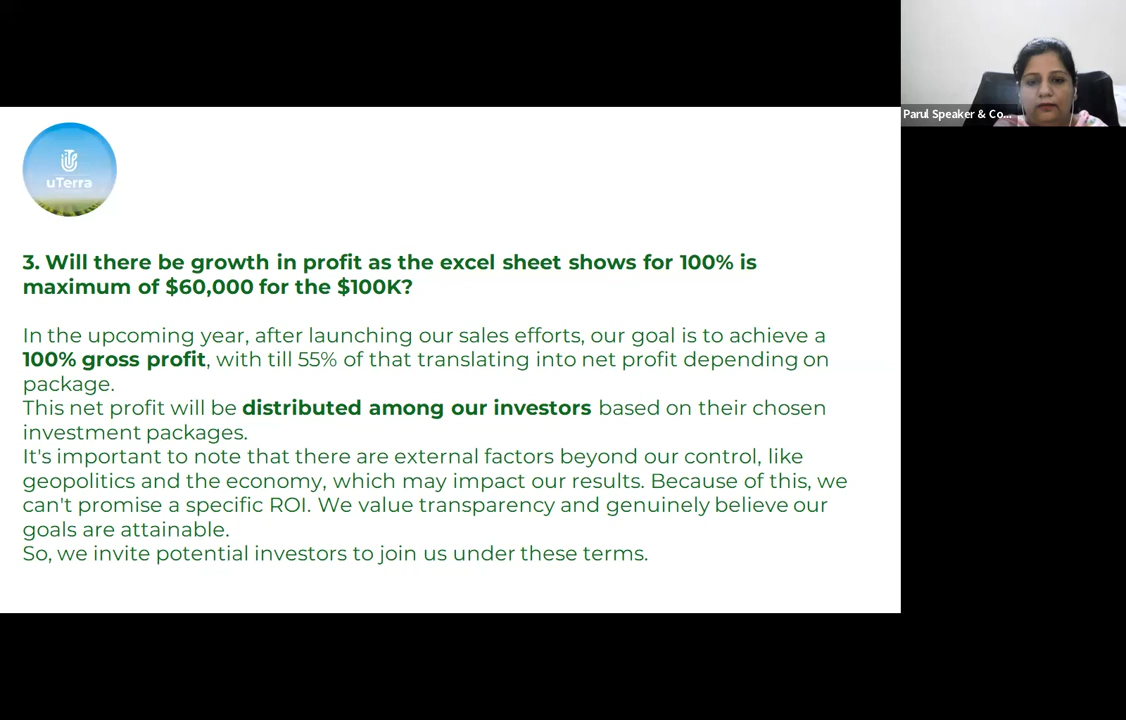 Parul Speaker & Co...
uTerra
3. Will there be growth in profit as the excel sheet shows for 100% is
maximum of $60,000 for the $100K?
In the upcoming year, after launching our sales efforts, our goal is to achieve a
100% gross profit, with till 55% of that translating into net profit depending on
package.
This net profit will be distributed among our investors based on their chosen
investment packages.
It's important to note that there are external factors beyond our control, like
geopolitics and the economy, which may impact our results. Because of this, we
can't promise a specific ROI. We value transparency and genuinely believe our
goals are attainable.
So, we invite potential investors to join us under these terms.